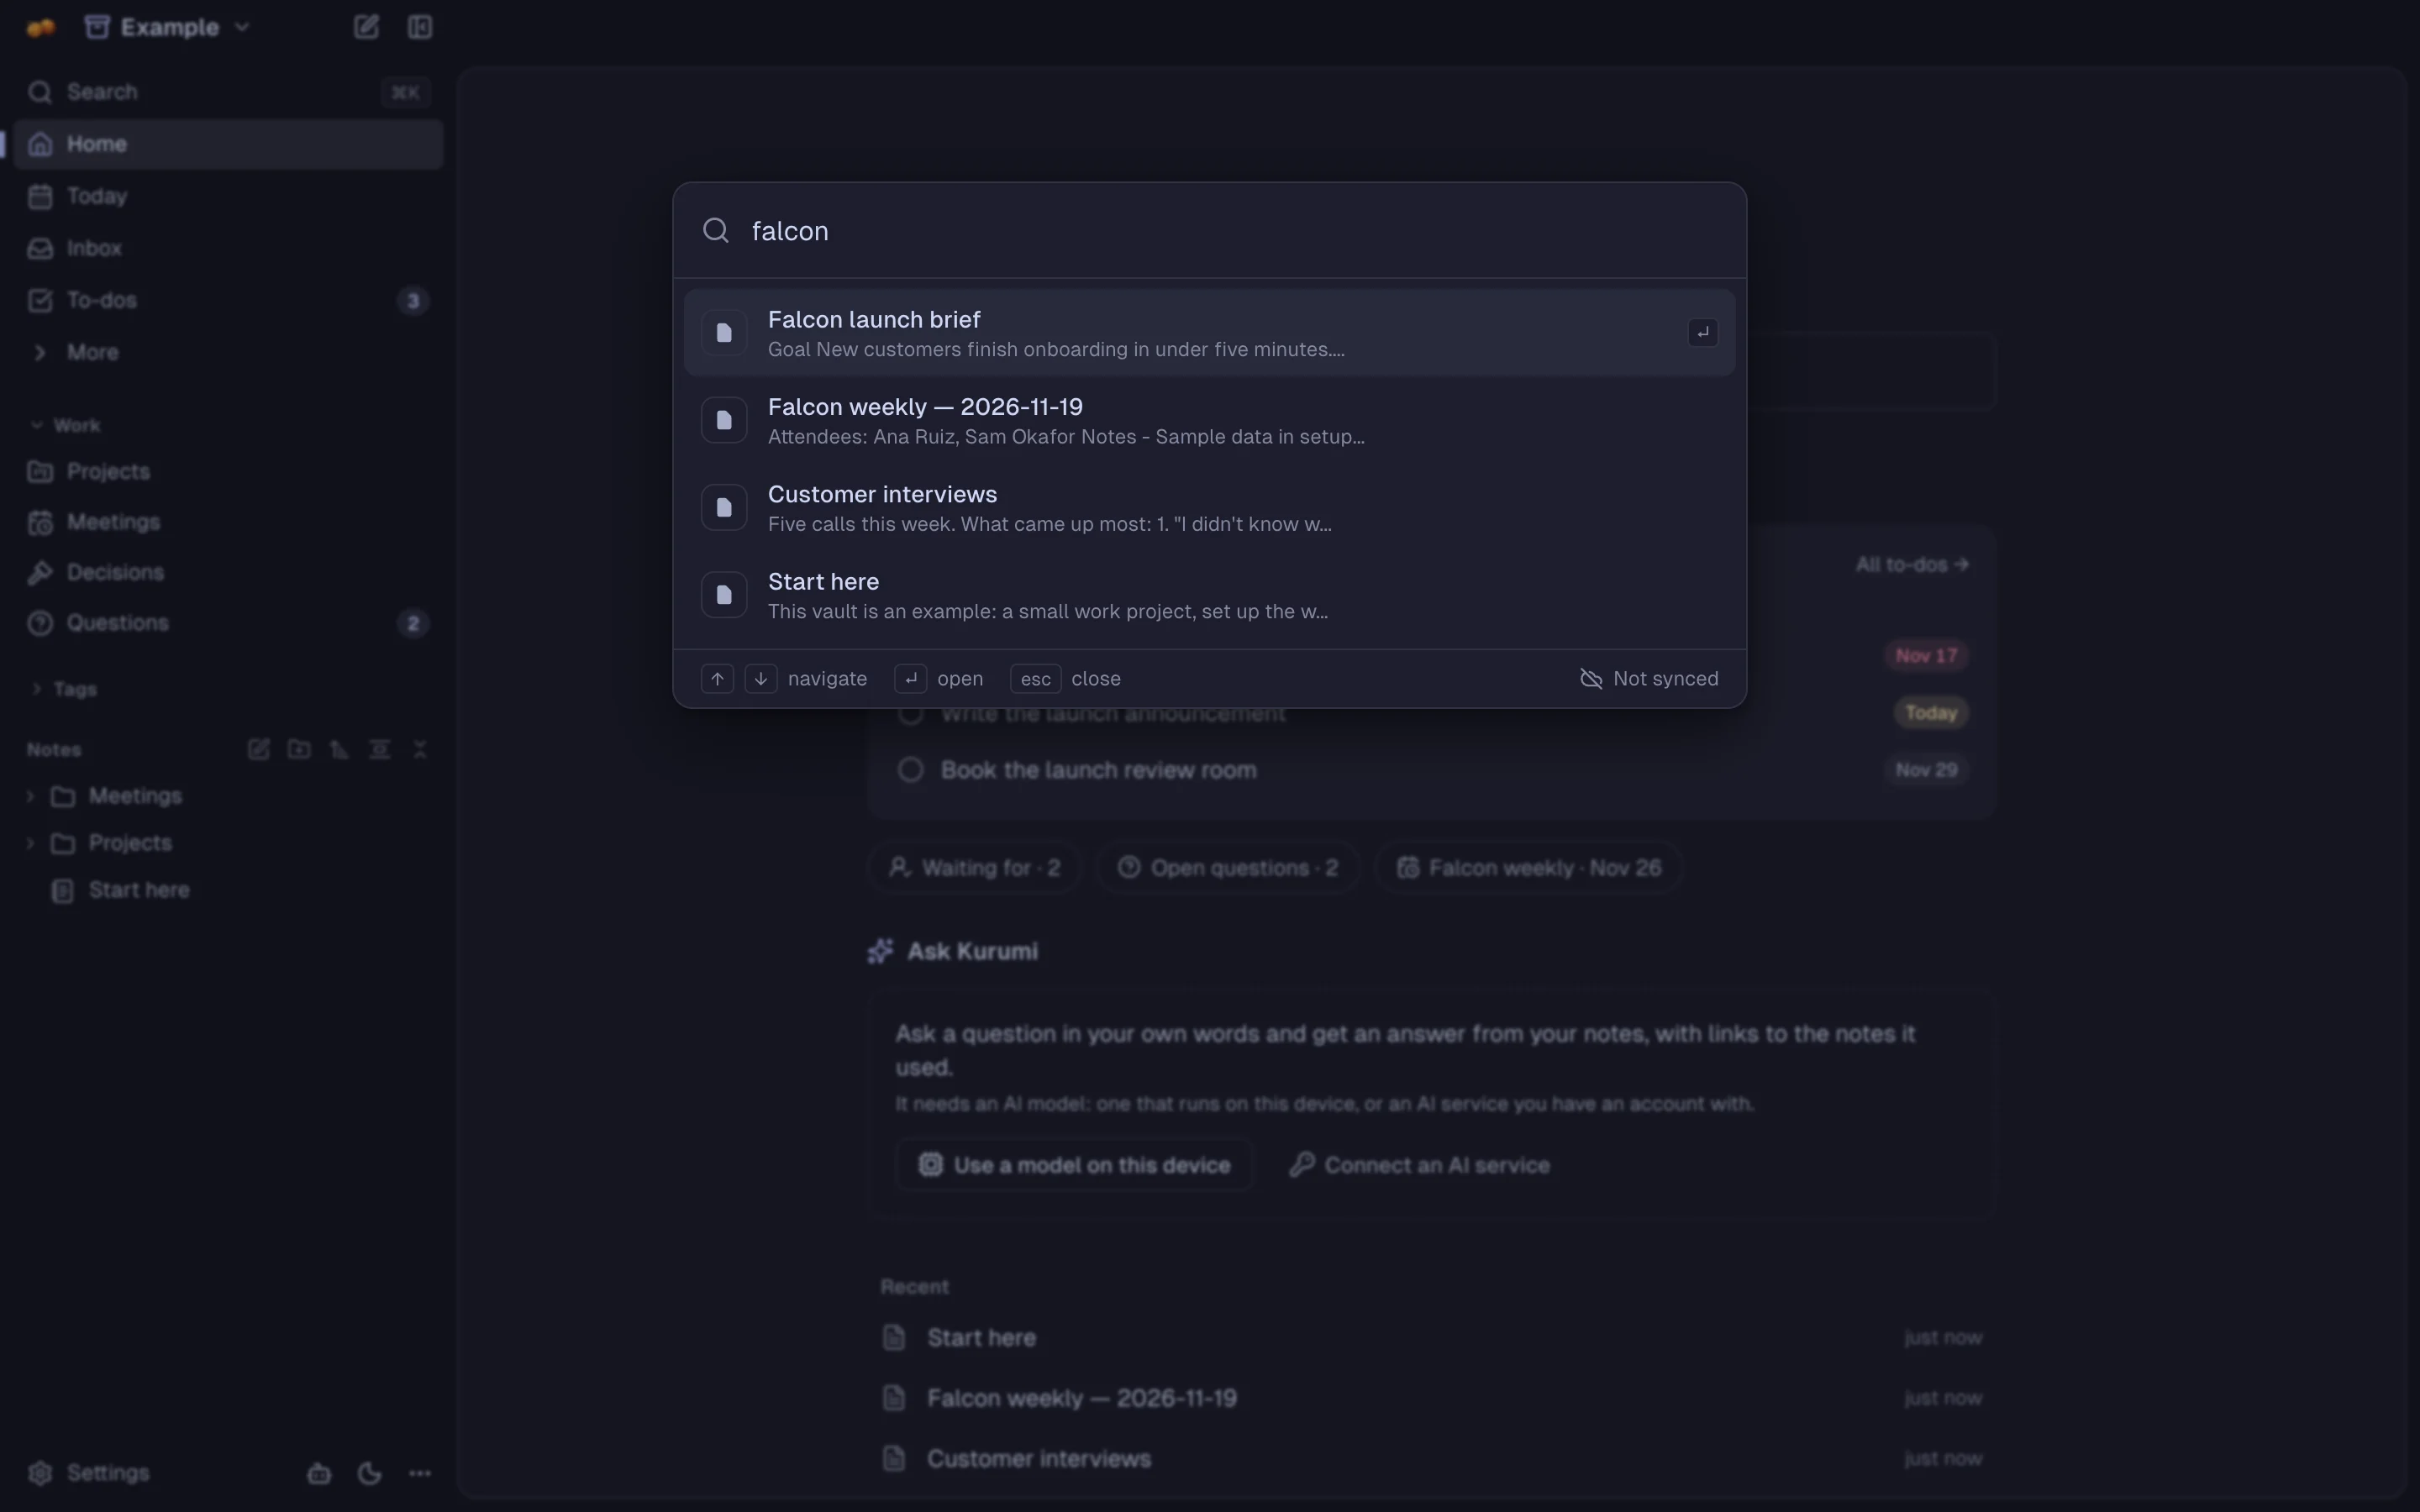 Example
Search
⌘K
Home
Today
Inbox
To-dos
3
More
Work
Projects
Meetings
Decisions
Questions
2
Tags
Notes
Meetings
Projects
Start here
Settings
falcon
Falcon launch brief
Goal New customers finish onboarding in under five minutes....
Falcon weekly — 2026-11-19
Attendees: Ana Ruiz, Sam Okafor Notes - Sample data in setup...
Customer interviews
Five calls this week. What came up most: 1. "I didn't know w...
Start here
This vault is an example: a small work project, set up the w...
navigate
open
esc
close
Not synced
All to-dos →
Nov 17
Write the launch announcement
Today
Book the launch review room
Nov 29
Waiting for · 2
Open questions · 2
Falcon weekly · Nov 26
Ask Kurumi
Ask a question in your own words and get an answer from your notes, with links to the notes it
used.
It needs an AI model: one that runs on this device, or an AI service you have an account with.
Use a model on this device
Connect an AI service
Recent
Start here
just now
Falcon weekly — 2026-11-19
just now
Customer interviews
just now